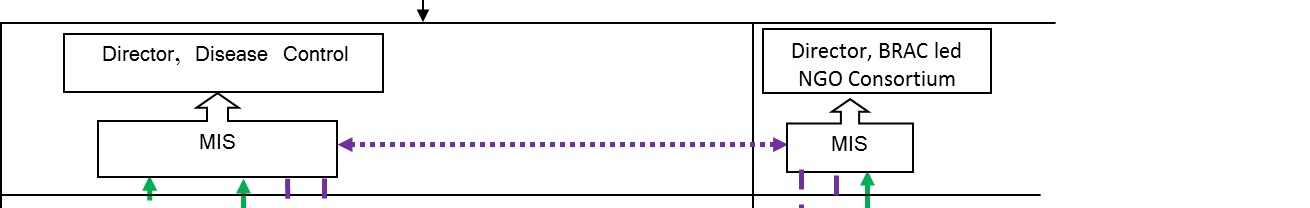 Director, Disease Control
Director, BRAC led
NGO Consortium
MIS
MIS